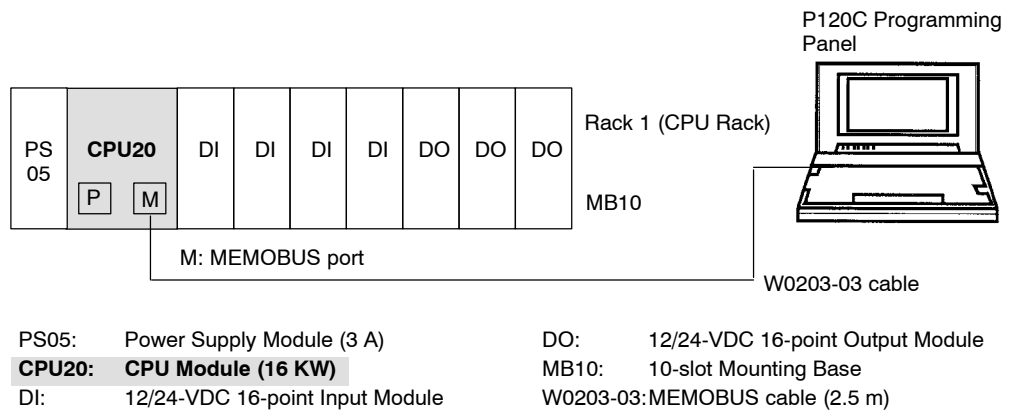 P120C Programming
Panel
PS
05
CPU20
P
M
DI
DI
DI
DI
DO
DO
DO
Rack 1 (CPU Rack)
MB10
M: MEMOBUS port
W0203-03 cable
PS05: Power Supply Module (3 A)
CPU20: CPU Module (16 KW)
DI: 12/24-VDC 16-point Input Module
DO: 12/24-VDC 16-point Output Module
MB10: 10-slot Mounting Base
W0203-03:MEMOBUS cable (2.5 m)